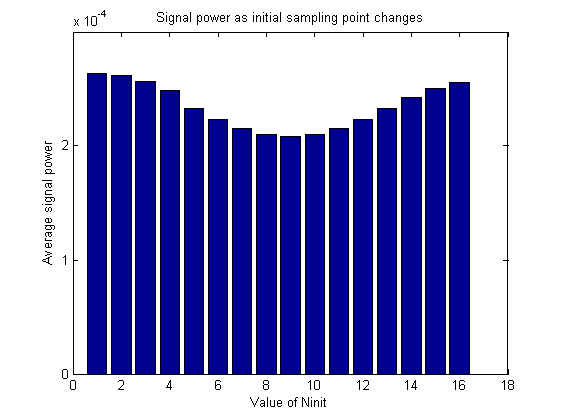 Signal power as initial sampling point changes
x 10^-4
2
1
0
Average signal power
0 2 4 6 8 10 12 14 16 18
Value of Ninit